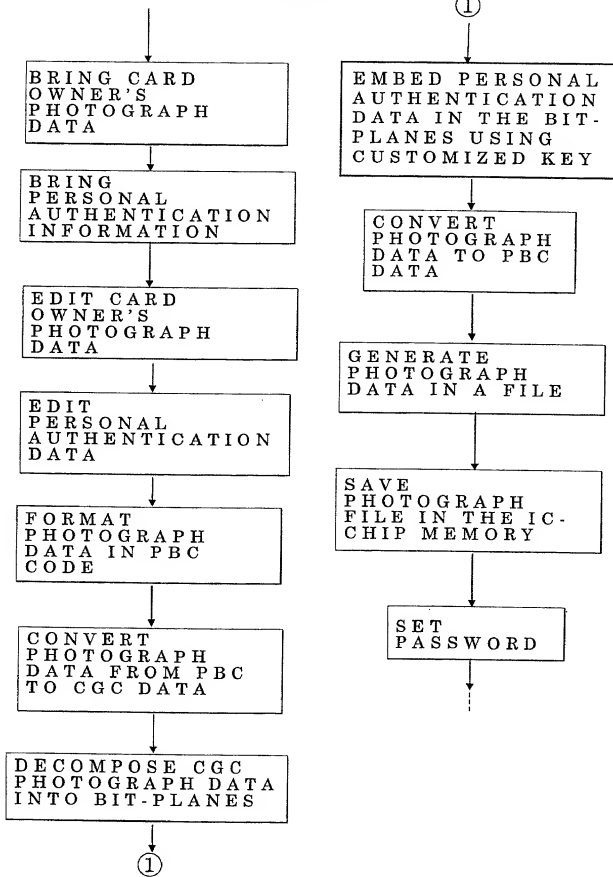 BRING CARD
OWNER'S
PHOTOGRAPH
DATA
BRING
PERSONAL
AUTHENTICATION
INFORMATION
EDIT CARD
OWNER'S
PHOTOGRAPH
DATA
EDIT
PERSONAL
AUTHENTICATION
DATA
FORMAT
PHOTOGRAPH
DATA IN PBC
CODE
CONVERT
PHOTOGRAPH
DATA FROM PBC
TO CGC DATA
DECOMPOSE CGC
PHOTOGRAPH DATA
INTO BIT-PLANES
①
①
EMBED PERSONAL
AUTHENTICATION
DATA IN THE BIT-
PLANES USING
CUSTOMIZED KEY
CONVERT
PHOTOGRAPH
DATA TO PBC
DATA
GENERATE
PHOTOGRAPH
DATA IN A FILE
SAVE
PHOTOGRAPH
FILE IN THE IC-
CHIP MEMORY
SET
PASSWORD